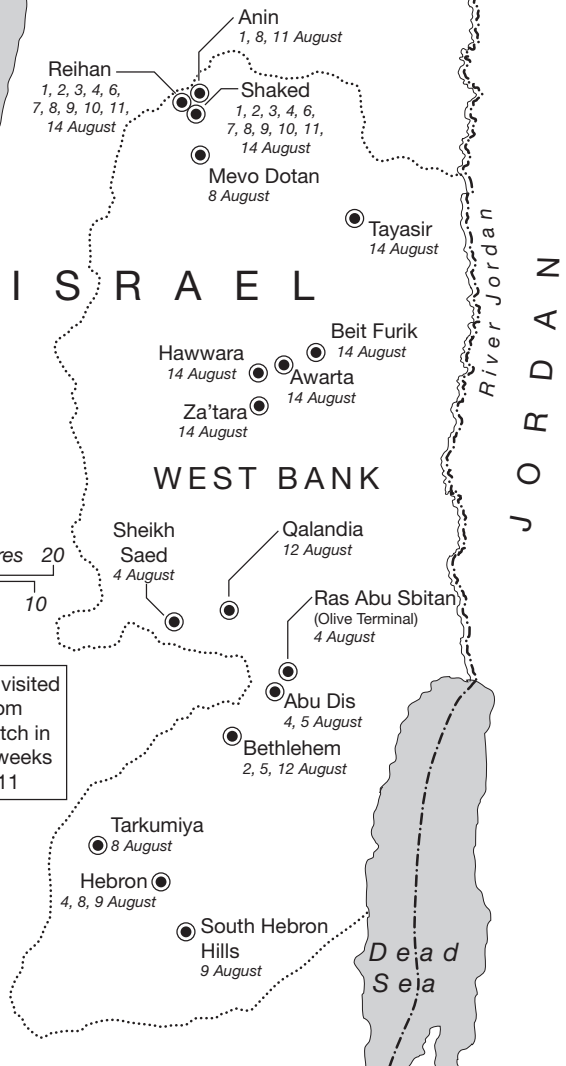 Anin
1, 8, 11 August
Reihan
1, 2, 3, 4, 6,
7, 8, 9, 10, 11,
14 August
Shaked
1, 2, 3, 4, 6,
7, 8, 9, 10, 11,
14 August
Mevo Dotan
8 August
Tayasir
14 August
River Jordan
JORDAN
ISRAEL
Beit Furik
14 August
Hawwara
14 August
Awarta
14 August
Za'tara
14 August
WEST BANK
Sheikh
Saed
4 August
Qalandia
12 August
20
10
Ras Abu Sbitan
(Olive Terminal)
4 August
visited
in
weeks
11
Abu Dis
4, 5 August
Bethlehem
2, 5, 12 August
Tarkumiya
8 August
Hebron
4, 8, 9 August
South Hebron
Hills
9 August
Dead
Sea